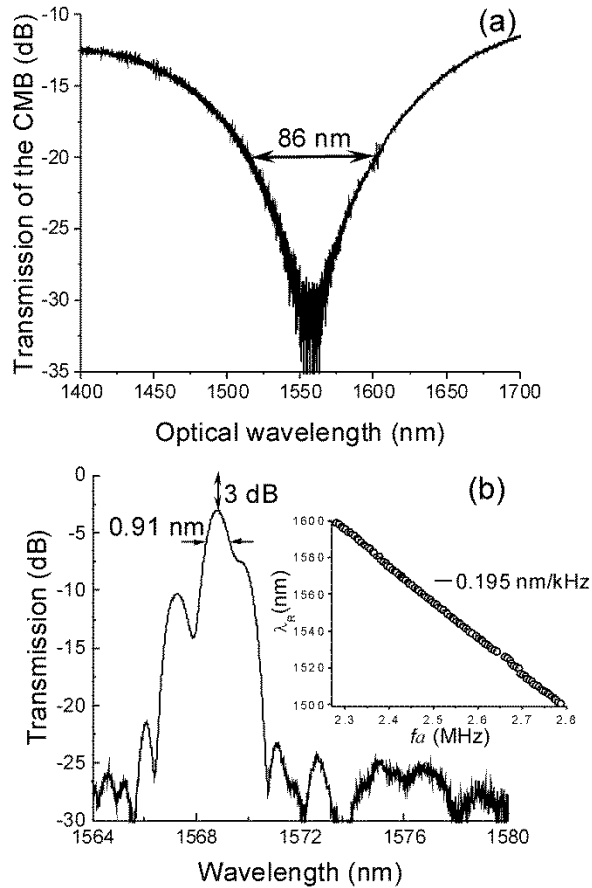 (a)
Transmission of the CMB (dB)
-10
-15
-20
-25
-30
-35
86 nm
1400 1450 1500 1550 1600 1650 1700
Optical wavelength (nm)
(b)
Transmission (dB)
0
-5
-10
-15
-20
-25
-30
3 dB
0.91 nm
λR(nm)
1600
1580
1560
1540
1520
1500
0.195 nm/kHz
2.3 2.4 2.5 2.6 2.7 2.8
fa (MHz)
1564 1568 1572 1576 1580
Wavelength (nm)